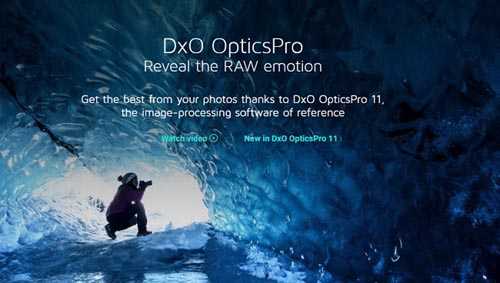 DxO OpticsPro
Reveal the RAW emotion
Get the best from your photos thanks to DxO OpticsPro 11,
the image-processing software of reference
Watch video
New in DxO OpticsPro 11 ›